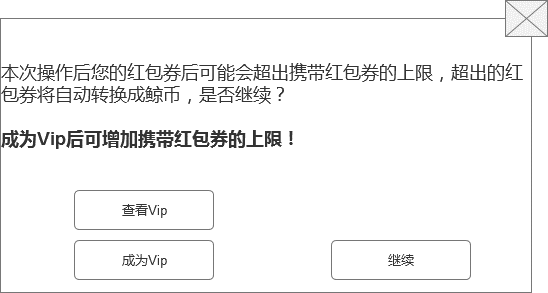 本次操作后您的红包券后可能会超出携带红包券的上限，超出的红
包券将自动转换成鲸币，是否继续？
成为Vip后可增加携带红包券的上限！
查看Vip
成为Vip
继续